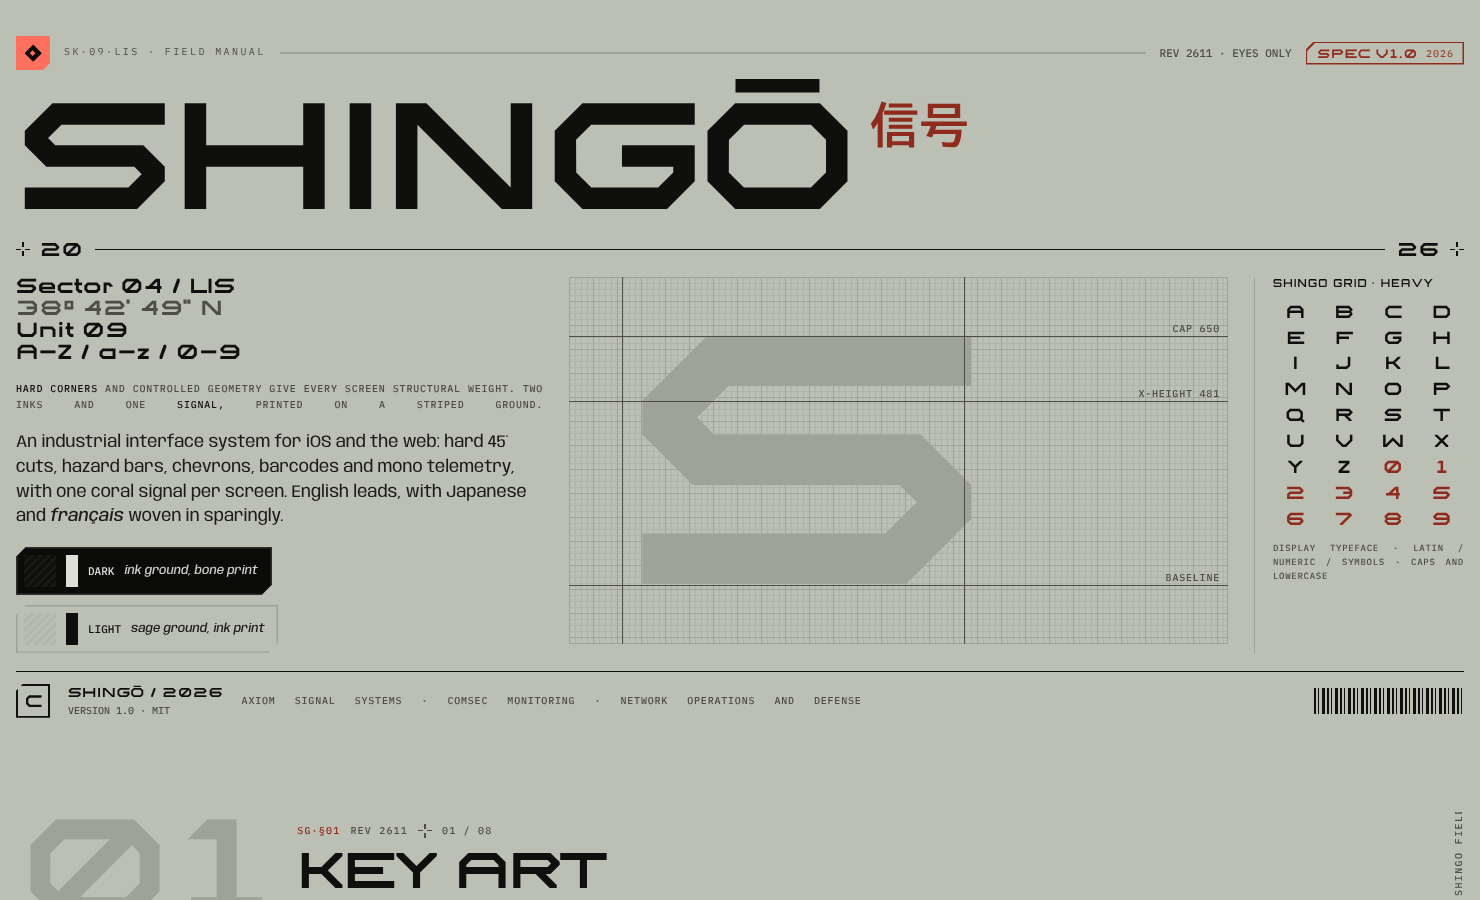 SK·09·LIS · FIELD MANUAL
REV 2611 · EYES ONLY
SPEC V1.0 2026
SHINGŌ 信号
20
26
Sector 04 / LIS
38° 42' 49" N
Unit 09
A—Z / a—z / 0—9
HARD CORNERS AND CONTROLLED GEOMETRY GIVE EVERY SCREEN STRUCTURAL WEIGHT. TWO
INKS AND ONE SIGNAL, PRINTED ON A STRIPED GROUND.
An industrial interface system for iOS and the web: hard 45°
cuts, hazard bars, chevrons, barcodes and mono telemetry,
with one coral signal per screen. English leads, with Japanese
and français woven in sparingly.
DARK ink ground, bone print
LIGHT sage ground, ink print
S
CAP 650
X-HEIGHT 481
BASELINE
SHINGO GRID · HEAVY
A B C D
E F G H
I J K L
M N O P
Q R S T
U V W X
Y Z 0 1
2 3 4 5
6 7 8 9
DISPLAY TYPEFACE · LATIN /
NUMERIC / SYMBOLS · CAPS AND
LOWERCASE
C
SHINGŌ / 2026
VERSION 1.0 · MIT
AXIOM SIGNAL SYSTEMS · COMSEC MONITORING · NETWORK OPERATIONS AND DEFENSE
01
SG·§01 REV 2611 01 / 08
KEY ART
SHINGO